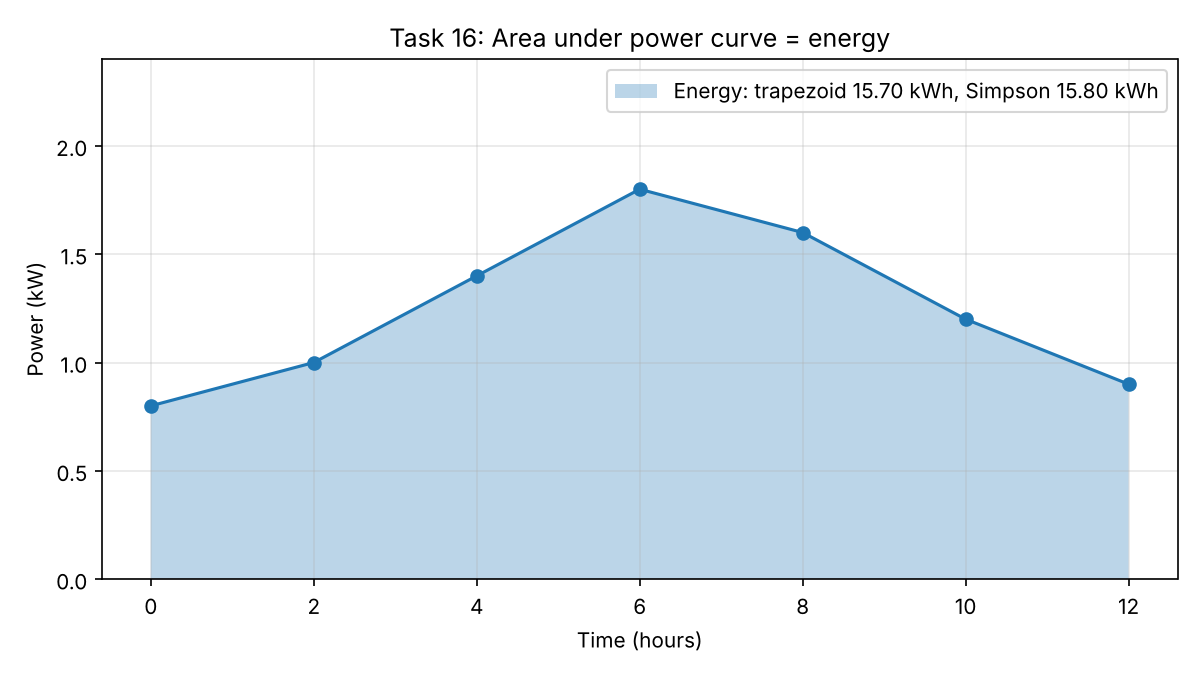 Task 16: Area under power curve = energy
Energy: trapezoid 15.70 kWh, Simpson 15.80 kWh
Power (kW)
2.0
1.5
1.0
0.5
0.0
0 2 4 6 8 10 12
Time (hours)